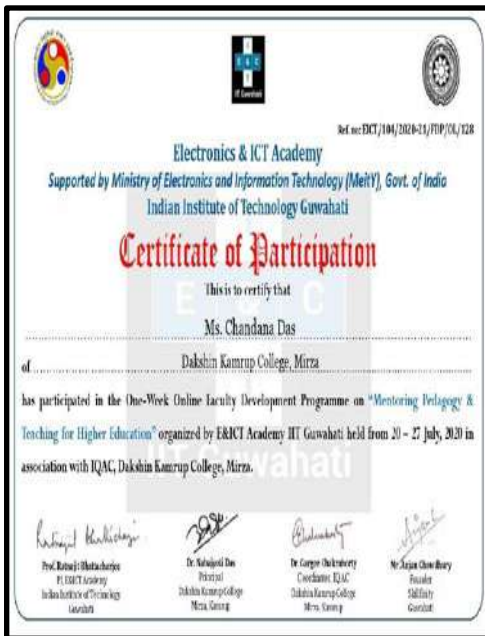 E & C
IIT Guwahati
Ref. no: EICT/104/2020-21/FDP/OL/128
Electronics & ICT Academy
Supported by Ministry of Electronics and Information Technology (MeitY), Govt. of India
Indian Institute of Technology Guwahati
Certificate of Participation
This is to certify that
E & C
Ms. Chandana Das
of Dakshin Kamrup College, Mirza
has participated in the One-Week Online Faculty Development Programme on "Mentoring Pedagogy &
Teaching for Higher Education" organized by E&ICT Academy IIT Guwahati held from 20 – 27 July, 2020 in
association with IQAC, Dakshin Kamrup College, Mirza.
IIT Guwahati
Prof. Ratnajit Bhattacharjee
PI, E&ICT Academy
Indian Institute of Technology
Guwahati
Dr. Nabajyoti Das
Principal
Dakshin Kamrup College
Mirza, Kamrup
Dr. Gargee Chakraborty
Coordinator, IQAC
Dakshin Kamrup College
Mirza, Kamrup
Mr. Anjan Chowdhury
Founder
Skillfinity
Guwahati